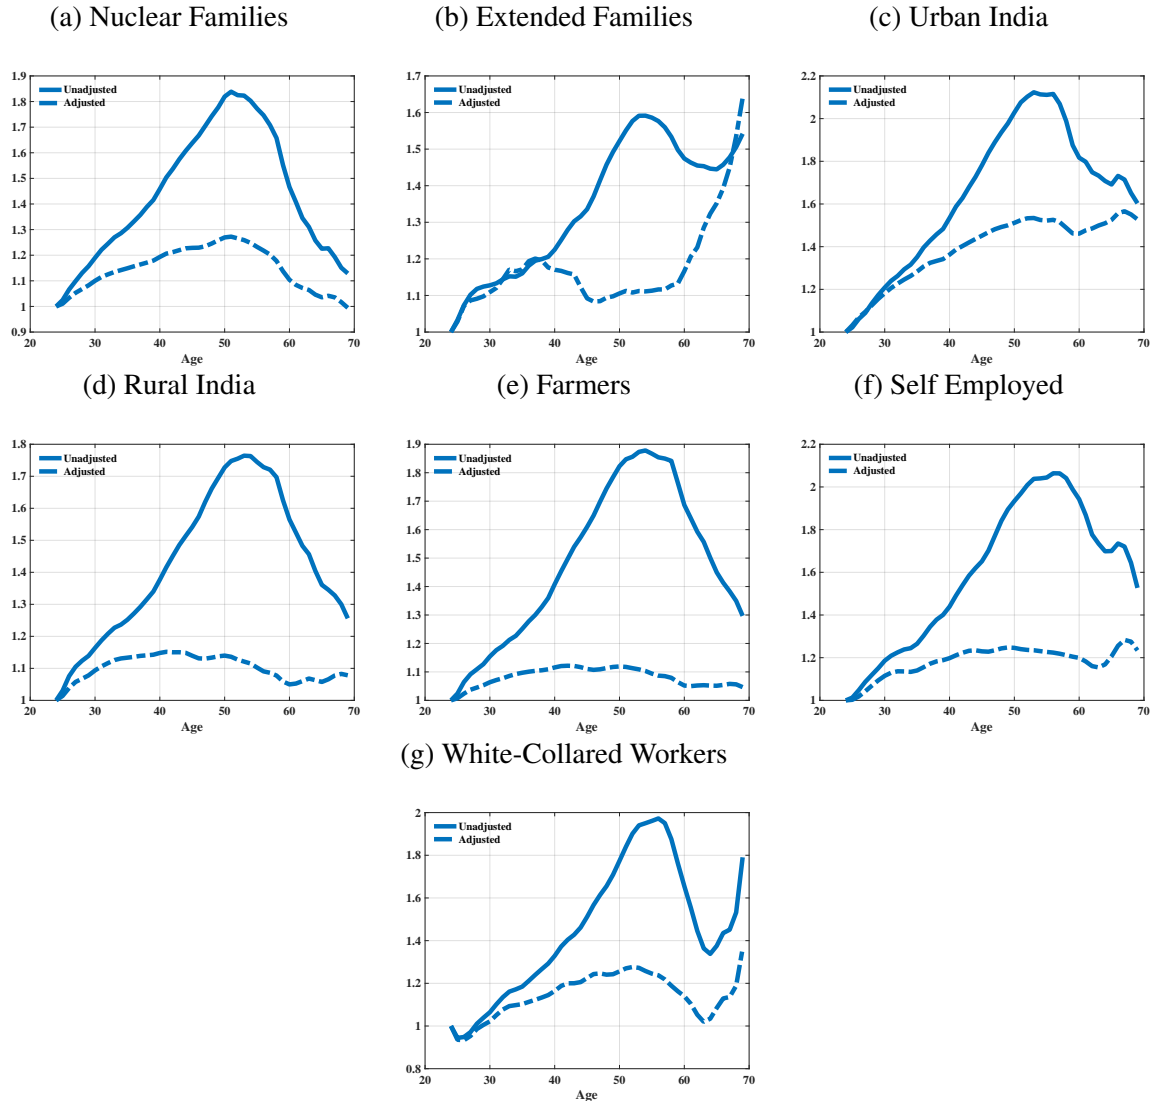 (a) Nuclear Families
(b) Extended Families
(c) Urban India
1.9
1.8
1.7
1.6
1.5
1.4
1.3
1.2
1.1
1
0.9
Unadjusted
Adjusted
20 30 40 50 60 70
Age
1.7
1.6
1.5
1.4
1.3
1.2
1.1
1
Unadjusted
Adjusted
20 30 40 50 60 70
Age
2.2
2
1.8
1.6
1.4
1.2
1
Unadjusted
Adjusted
20 30 40 50 60 70
Age
(d) Rural India
(e) Farmers
(f) Self Employed
1.8
1.7
1.6
1.5
1.4
1.3
1.2
1.1
1
Unadjusted
Adjusted
20 30 40 50 60 70
Age
1.9
1.8
1.7
1.6
1.5
1.4
1.3
1.2
1.1
1
Unadjusted
Adjusted
20 30 40 50 60 70
Age
2.2
2
1.8
1.6
1.4
1.2
1
Unadjusted
Adjusted
20 30 40 50 60 70
Age
(g) White-Collared Workers
2
1.8
1.6
1.4
1.2
1
0.8
Unadjusted
Adjusted
20 30 40 50 60 70
Age